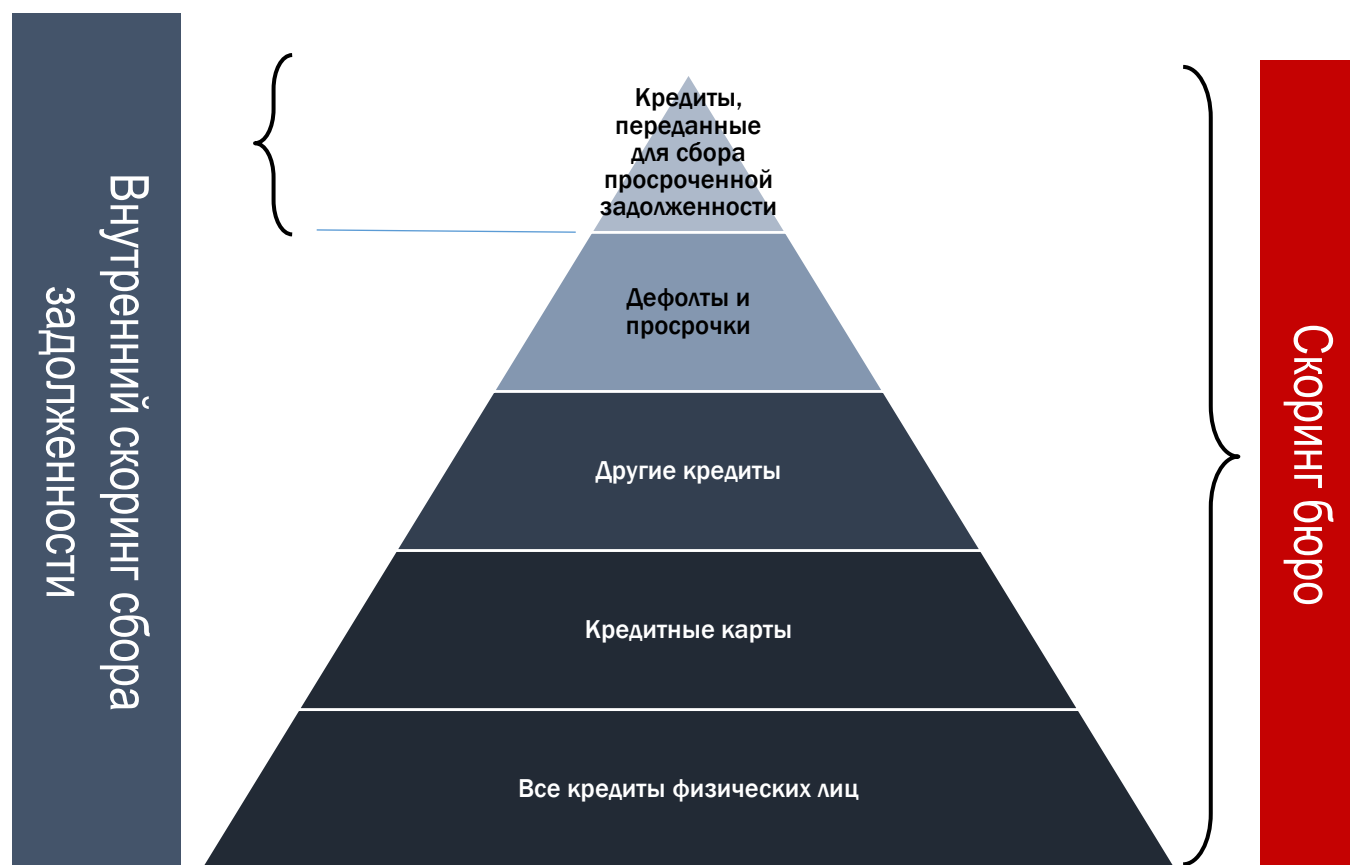 Внутренний скоринг сбора
задолженности
Кредиты,
переданные
для сбора
просроченной
задолженности
Дефолты и
просрочки
Другие кредиты
Кредитные карты
Все кредиты физических лиц
Скоринг бюро